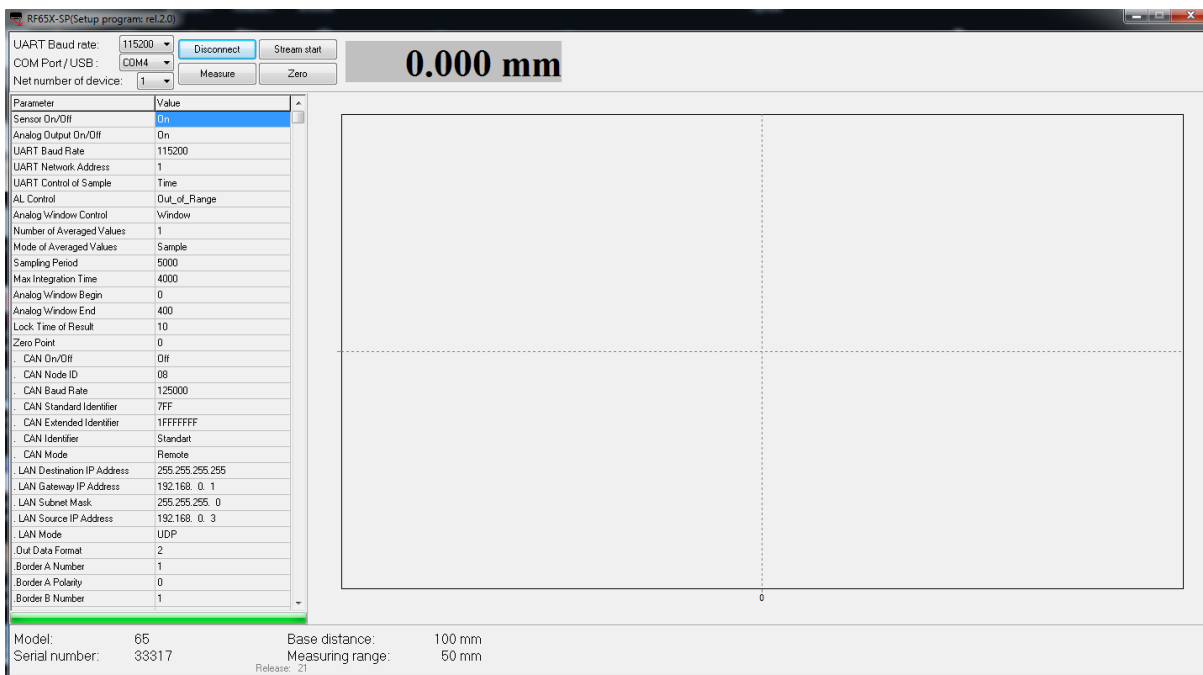 RF65X-SP(Setup program: rel.2.0)
UART Baud rate: 115200 Disconnect Stream start
COM Port / USB : COM4 0.000 mm
Measure Zero
Net number of device: 1
Parameter Value
Sensor On/Off On
Analog Output On/Off On
UART Baud Rate 115200
UART Network Address 1
UART Control of Sample Time
AL Control Out_of_Range
Analog Window Control Window
Number of Averaged Values 1
Mode of Averaged Values Sample
Sampling Period 5000
Max Integration Time 4000
Analog Window Begin 0
Analog Window End 400
Lock Time of Result 10
Zero Point 0
. CAN On/Off Off
. CAN Node ID 08
. CAN Baud Rate 125000
. CAN Standard Identifier 7FF
. CAN Extended Identifier 1FFFFFFF
. CAN Identifier Standart
. CAN Mode Remote
. LAN Destination IP Address 255.255.255.255
. LAN Gateway IP Address 192.168. 0. 1
. LAN Subnet Mask 255.255.255. 0
. LAN Source IP Address 192.168. 0. 3
. LAN Mode UDP
.Out Data Format 2
.Border A Number 1
.Border A Polarity 0
.Border B Number 1
0
Model: 65 Base distance: 100 mm
Serial number: 33317 Measuring range: 50 mm
Release: 21